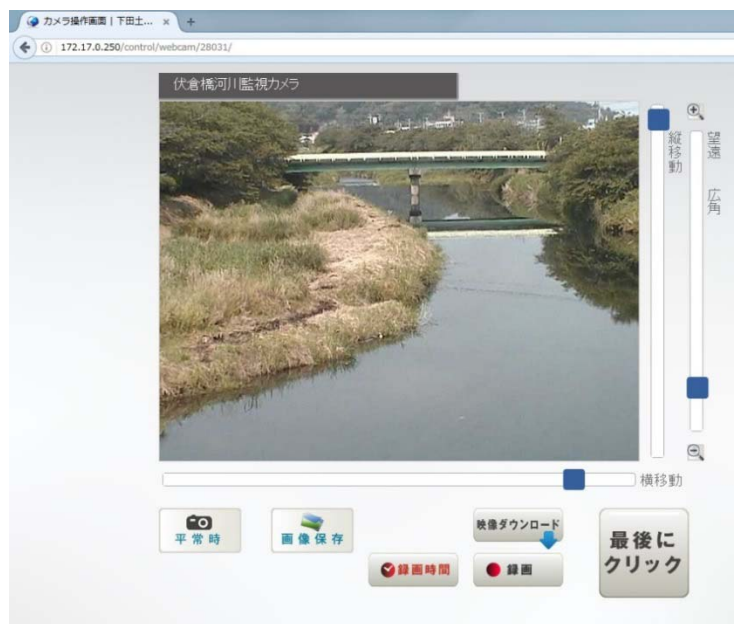 カメラ操作画面 | 下田土... ×
+
172.17.0.250/control/webcam/28031/
伏倉橋河川監視カメラ
縦移動
望遠
広角
横移動
平常時
画像保存
映像ダウンロード
録画時間
録画
最後に
クリック